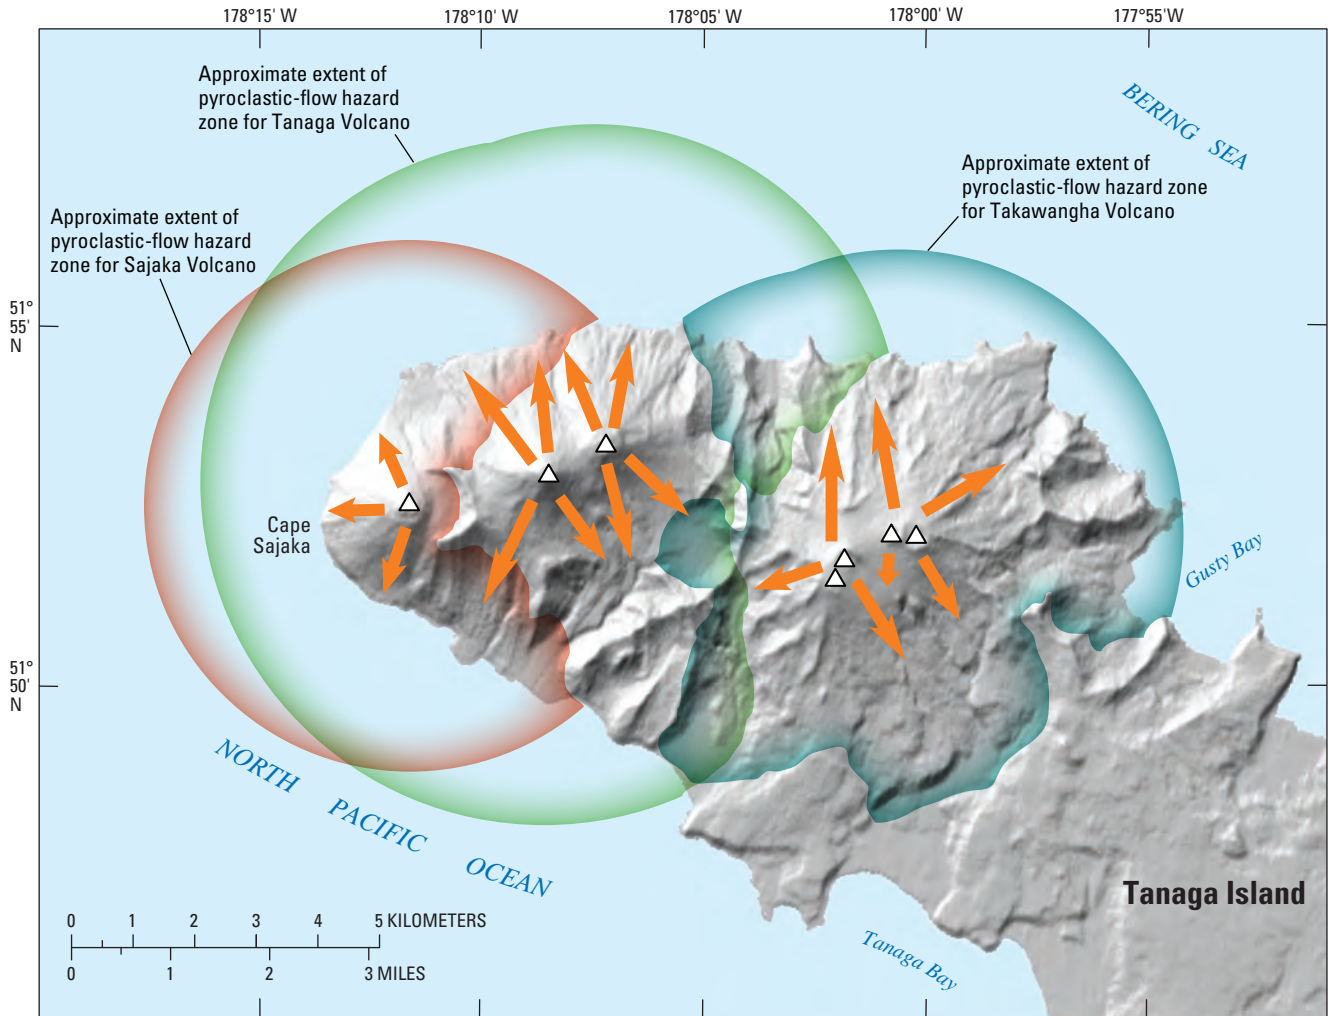 178°15' W
178°10' W
178°05' W
178°00' W
177°55' W
Approximate extent of
pyroclastic-flow hazard
zone for Tanaga Volcano
BERING SEA
Approximate extent of
pyroclastic-flow hazard zone
for Takawangha Volcano
Approximate extent of
pyroclastic-flow hazard
zone for Sajaka Volcano
51°
55'
N
Cape
Sajaka
Gusty Bay
51°
50'
N
NORTH PACIFIC OCEAN
Tanaga Island
Tanaga Bay
0 1 2 3 4 5 KILOMETERS
0 1 2 3 MILES